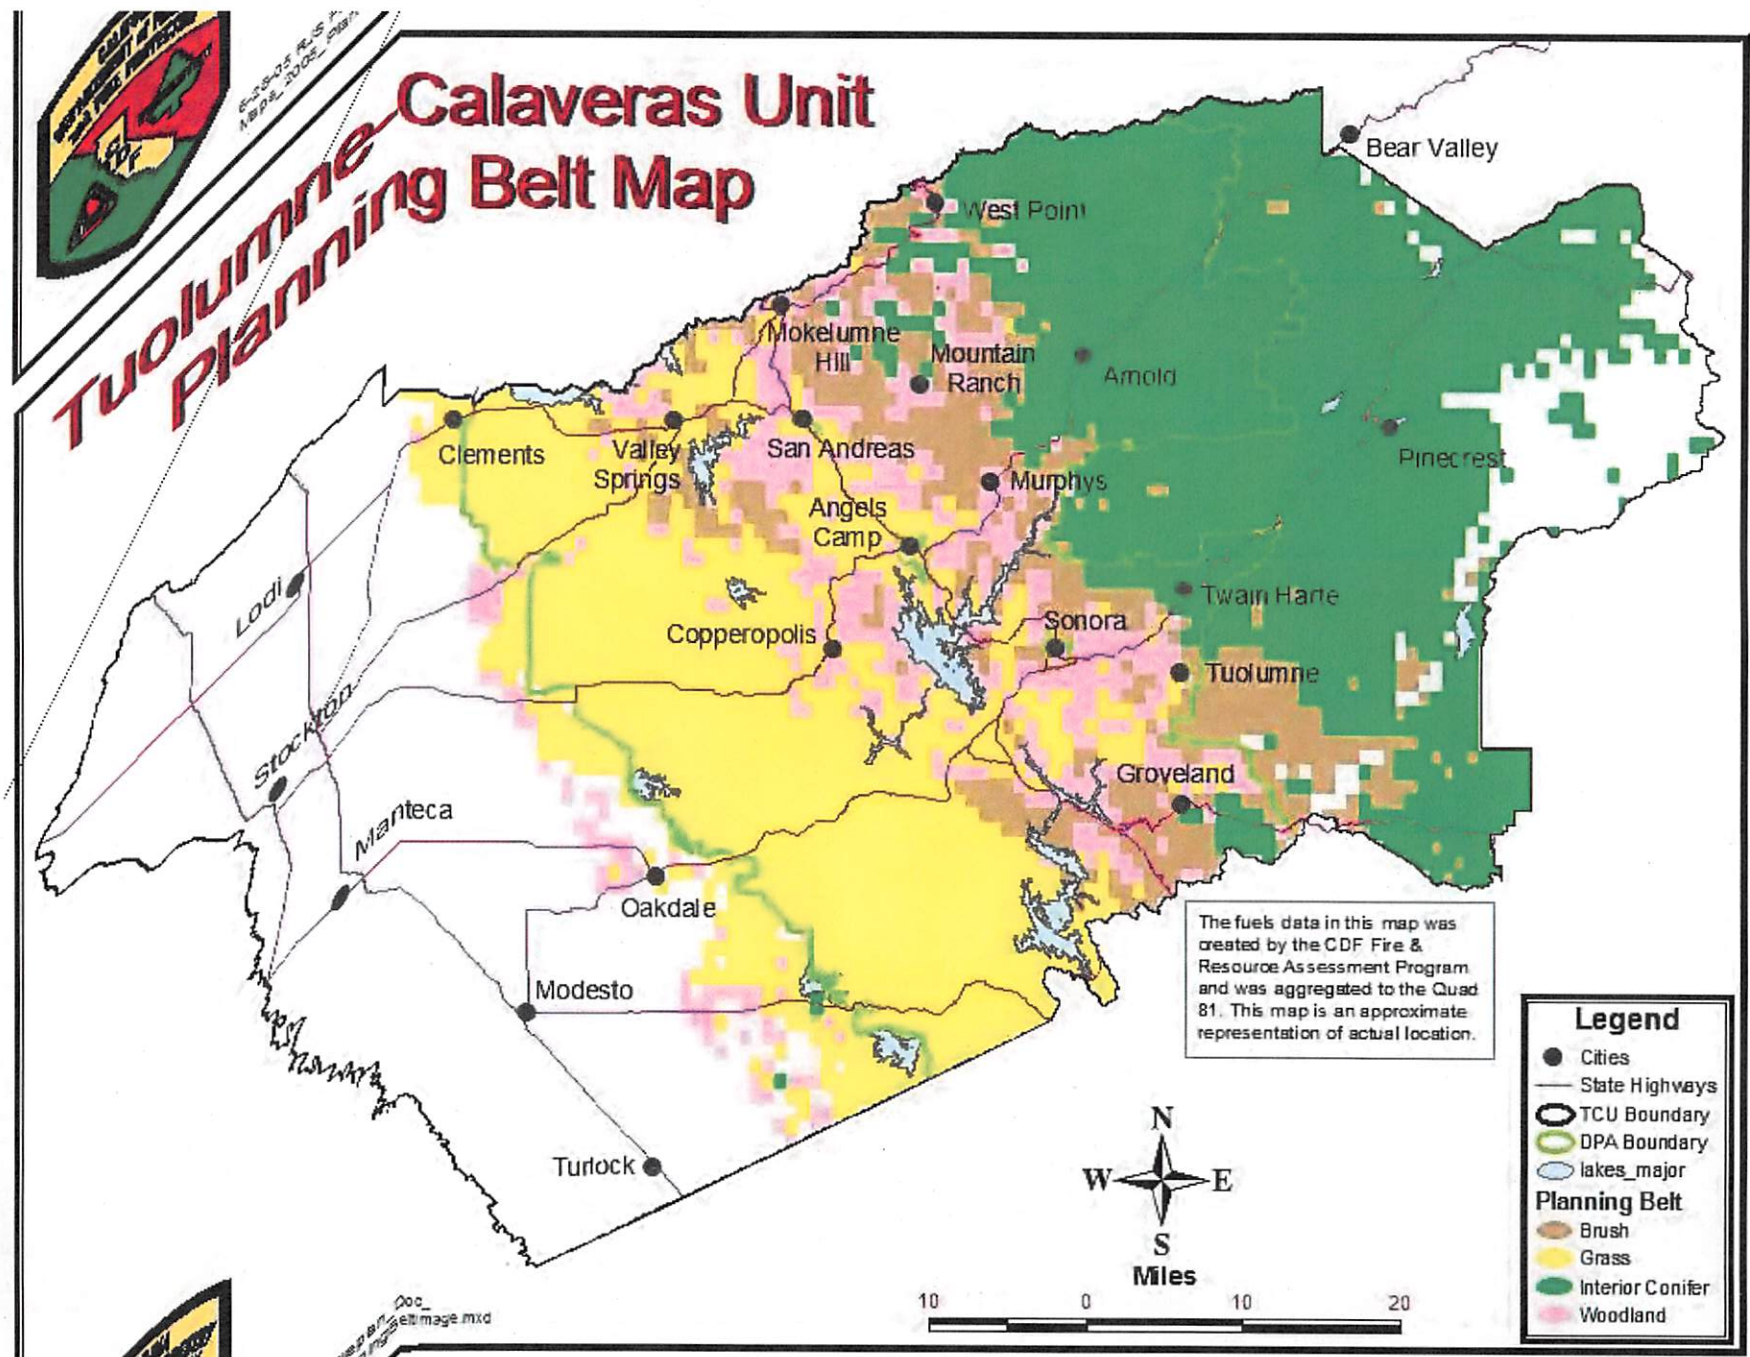 Tuolumne-Calaveras Unit
Planning Belt Map
Bear Valley
West Point
Mokelumne
Hill
Mountain
Ranch
Arnold
Clements
Valley
Springs
San Andreas
Pinecrest
Murphys
Angels
Camp
Lodi
Twain Harte
Copperopolis
Sonora
Tuolumne
Stockton
Groveland
Manteca
Oakdale
Modesto
Turlock
The fuels data in this map was
created by the CDF Fire &
Resource Assessment Program
and was aggregated to the Quad
81. This map is an approximate
representation of actual location.
Legend
Cities
State Highways
TCU Boundary
DPA Boundary
lakes_major
Planning Belt
Brush
Grass
Interior Conifer
Woodland
N
W E
S
Miles
10 0 10 20
CDF